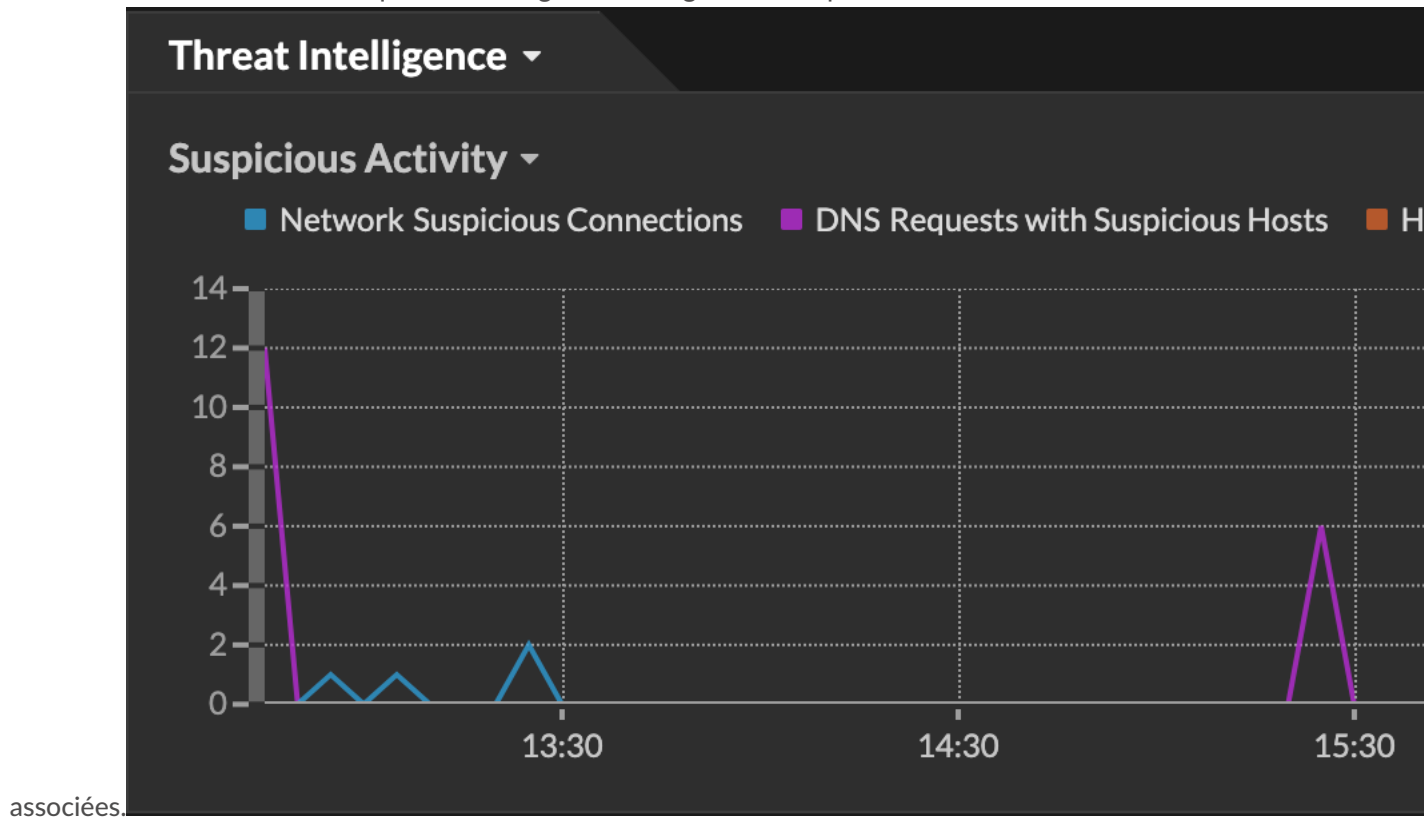 Threat Intelligence
Suspicious Activity
Network Suspicious Connections DNS Requests with Suspicious Hosts H
14
12
10
8
6
4
2
0
13:30 14:30 15:30
associées.